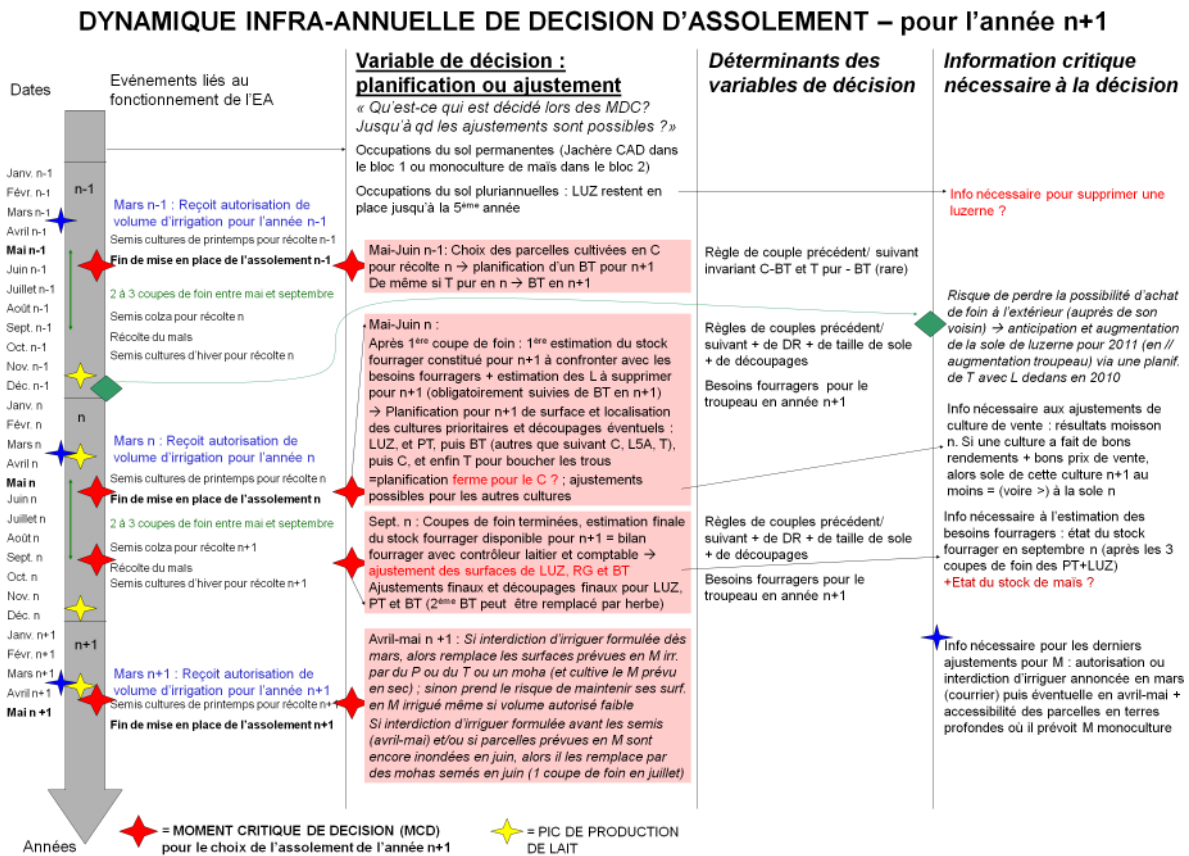 DYNAMIQUE INFRA-ANNUELLE DE DECISION D'ASSOLEMENT – pour l'année n+1
Dates
Evénements liés au
fonctionnement de l'EA
Variable de décision :
planification ou ajustement
« Qu'est-ce qui est décidé lors des MDC?
Jusqu'à qd les ajustements sont possibles ?»
Déterminants des
variables de décision
Information critique
nécessaire à la décision
Janv. n-1
Févr. n-1
Mars n-1
Avril n-1
Mai n-1
Juin n-1
Juillet n-1
Août n-1
Sept. n-1
Oct. n-1
Nov. n-1
Déc. n-1
Janv. n
Févr. n
Mars n
Avril n
Mai n
Juin n
Juillet n
Août n
Sept. n
Oct. n
Nov. n
Déc. n
Janv. n+1
Févr. n+1
Mars n+1
Avril n+1
Mai n +1
Années
n-1
n
n+1
Mars n-1 : Reçoit autorisation de
volume d'irrigation pour l'année n-1
Semis cultures de printemps pour récolte n-1
Fin de mise en place de l'assolement n-1
2 à 3 coupes de foin entre mai et septembre
Semis colza pour récolte n
Récolte du maïs
Semis cultures d'hiver pour récolte n
Mars n : Reçoit autorisation de
volume d'irrigation pour l'année n
Semis cultures de printemps pour récolte n
Fin de mise en place de l'assolement n
2 à 3 coupes de foin entre mai et septembre
Semis colza pour récolte n+1
Récolte du maïs
Semis cultures d'hiver pour récolte n+1
Mars n+1 : Reçoit autorisation de
volume d'irrigation pour l'année n+1
Semis cultures de printemps pour récolte n+1
Fin de mise en place de l'assolement n+1
Occupations du sol permanentes (Jachère CAD dans
le bloc 1 ou monoculture de maïs dans le bloc 2)
Occupations du sol pluriannuelles : LUZ restent en
place jusqu'à la 5ème année
Mai-Juin n-1: Choix des parcelles cultivées en C
pour récolte n → planification d'un BT pour n+1
De même si T pur en n → BT en n+1
Mai-Juin n :
Après 1ère coupe de foin : 1ère estimation du stock
fourrager constitué pour n+1 à confronter avec les
besoins fourragers + estimation des L à supprimer
pour n+1 (obligatoirement suivies de BT en n+1)
→ Planification pour n+1 de surface et localisation
des cultures prioritaires et découpages éventuels :
LUZ, et PT, puis BT (autres que suivant C, L5A, T),
puis C, et enfin T pour boucher les trous
=planification ferme pour le C ? ; ajustements
possibles pour les autres cultures
Sept. n : Coupes de foin terminées, estimation finale
du stock fourrager disponible pour n+1 = bilan
fourrager avec contrôleur laitier et comptable →
ajustement des surfaces de LUZ, RG et BT
Ajustements finaux et découpages finaux pour LUZ,
PT et BT (2ème BT peut être remplacé par herbe)
Avril-mai n +1 : Si interdiction d'irriguer formulée dés
mars, alors remplace les surfaces prévues en M irr.
par du P ou du T ou un moha (et cultive le M prévu
en sec) ; sinon prend le risque de maintenir ses surf.
en M irrigué même si volume autorisé faible
Si interdiction d'irriguer formulée avant les semis
(avril-mai) et/ou si parcelles prévues en M sont
encore inondées en juin, alors il les remplace par
des mohas semés en juin (1 coupe de foin en juillet)
Règle de couple précédent/ suivant
invariant C-BT et T pur - BT (rare)
Règles de couples précédent/
suivant + de DR + de taille de sole
+ de découpages
Besoins fourragers pour le
troupeau en année n+1
Règles de couples précédent/
suivant + de DR + de taille de sole
+ de découpages
Besoins fourragers pour le
troupeau en année n+1
Info nécessaire pour supprimer une
luzerne ?
Risque de perdre la possibilité d'achat
de foin à l'extérieur (auprès de son
voisin) → anticipation et augmentation
de la sole de luzerne pour 2011 (en //
augmentation troupeau) via une planif.
de T avec L dedans en 2010
Info nécessaire aux ajustements de
culture de vente : résultats moisson
n. Si une culture a fait de bons
rendements + bons prix de vente,
alors sole de cette culture n+1 au
moins = (voire >) à la sole n
Info nécessaire à l'estimation des
besoins fourragers : état du stock
fourrager en septembre n (après les 3
coupes de foin des PT+LUZ)
+Etat du stock de maïs ?
Info nécessaire pour les derniers
ajustements pour M : autorisation ou
interdiction d'irriguer annoncée en mars
(courrier) puis éventuelle en avril-mai +
accessibilité des parcelles en terres
profondes où il prévoit M monoculture
= MOMENT CRITIQUE DE DECISION (MCD)
pour le choix de l'assolement de l'année n+1
= PIC DE PRODUCTION
DE LAIT